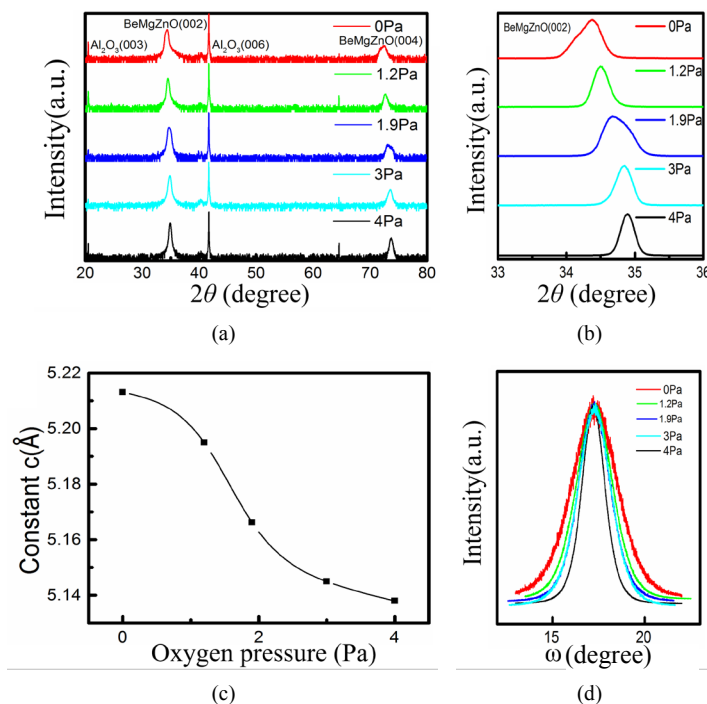 BeMgZnO(002)
0Pa
Al₂O₃(003)
Al₂O₃(006)
BeMgZnO(004)
1.2Pa
1.9Pa
3Pa
4Pa
Intensity(a.u.)
20 30 40 50 60 70 80
2θ (degree)
(a)
BeMgZnO(002)
0Pa
1.2Pa
1.9Pa
3Pa
4Pa
Intensity(a.u.)
33 34 35 36
2θ (degree)
(b)
5.22
5.20
5.18
5.16
5.14
Constant c(Å)
0 2 4
Oxygen pressure (Pa)
(c)
0Pa
1.2Pa
1.9Pa
3Pa
4Pa
Intensity(a.u.)
15 20
ω (degree)
(d)